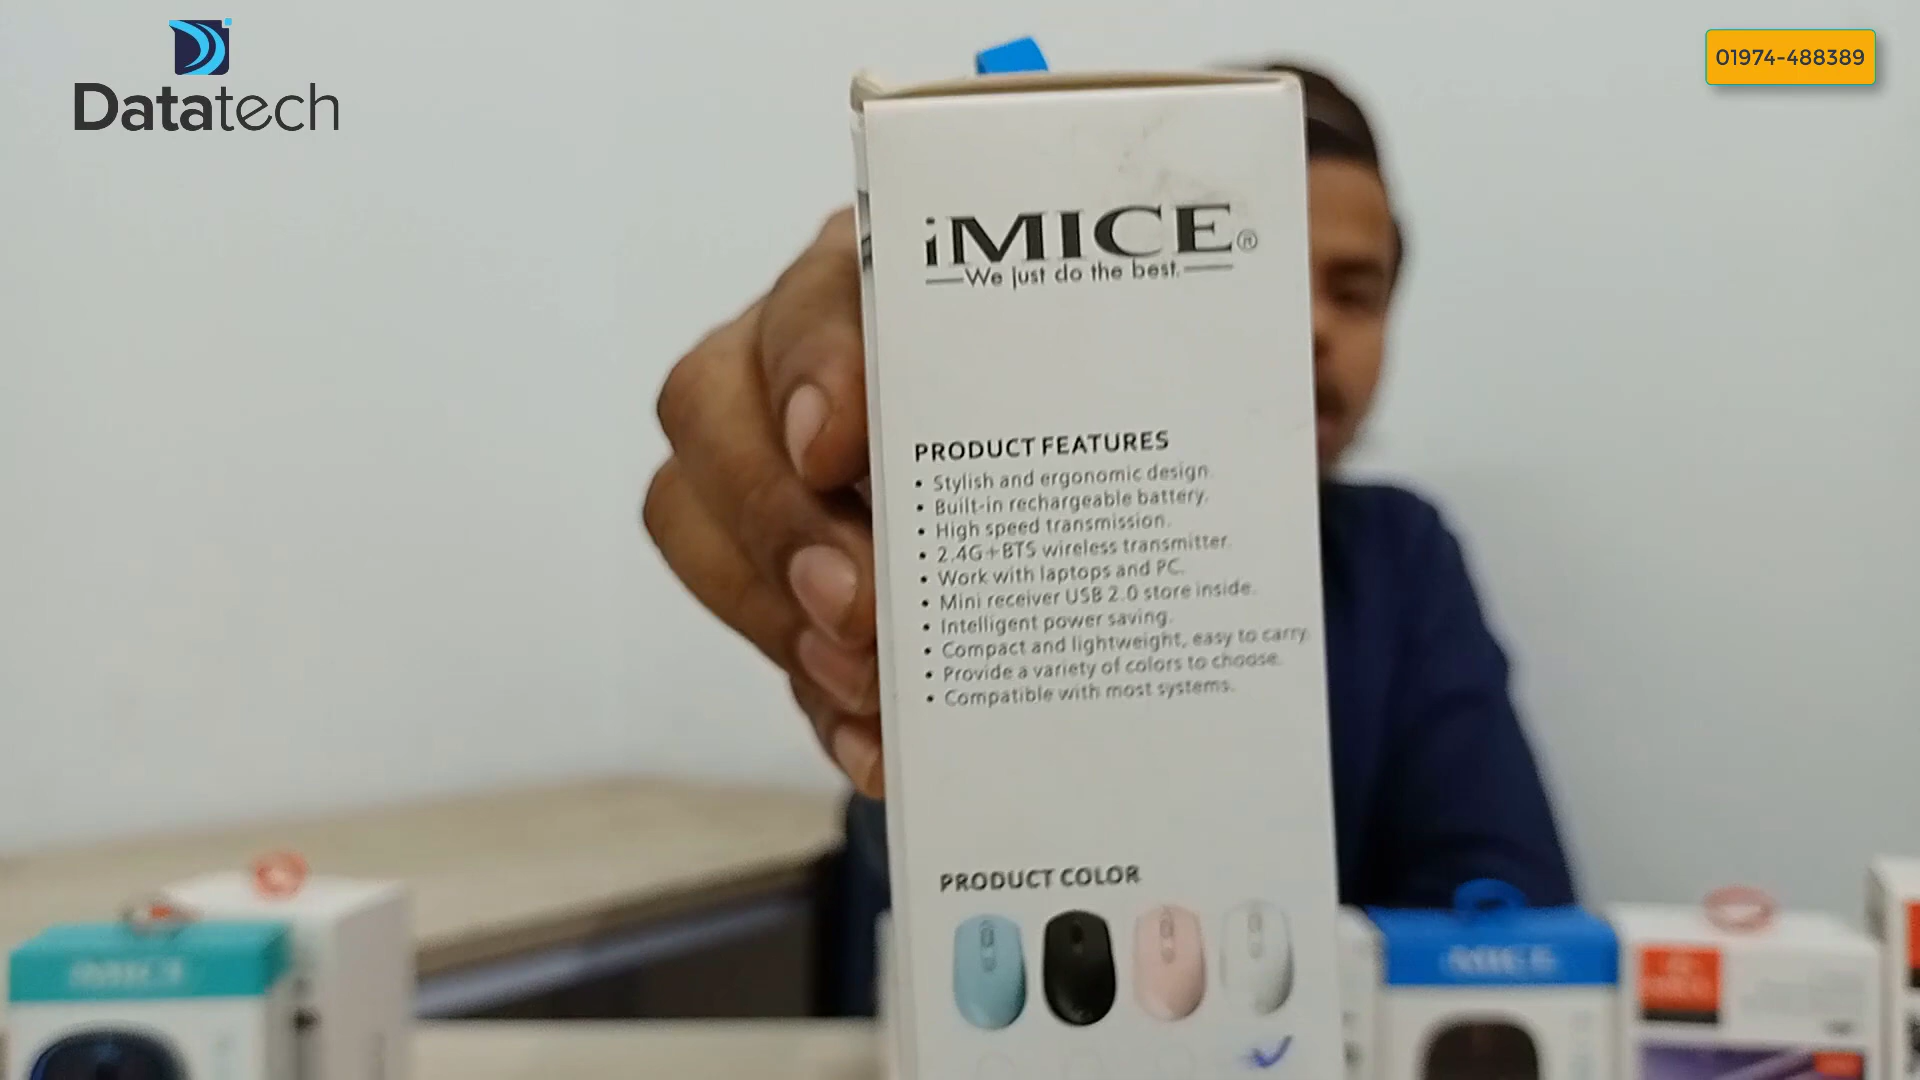 Datatech
01974-488389
iMICE®
We just do the best.
PRODUCT FEATURES
• Stylish and ergonomic design.
• Built-in rechargeable battery.
• High speed transmission.
• 2.4G+BTS wireless transmitter.
• Work with laptops and PC.
• Mini receiver USB 2.0 store inside.
• Intelligent power saving.
• Compact and lightweight, easy to carry.
• Provide a variety of colors to choose.
• Compatible with most systems.
PRODUCT COLOR
iMICE
iMICE